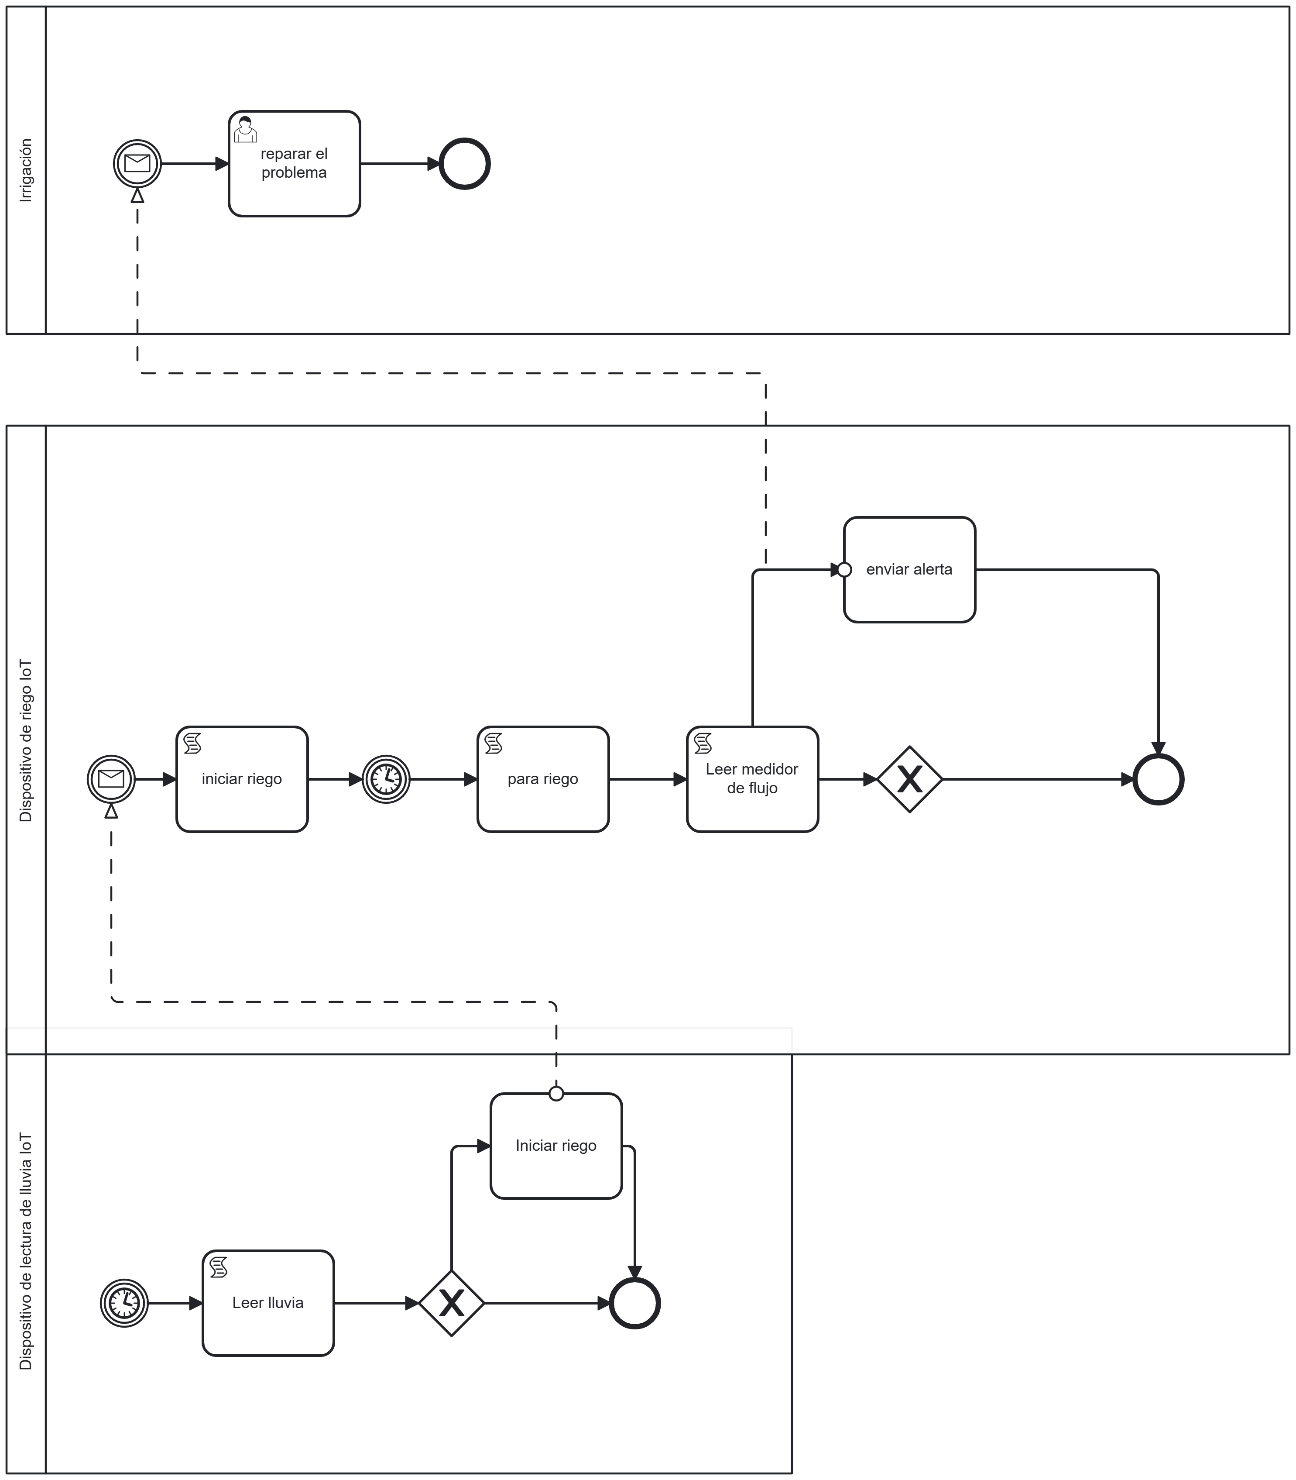 Irrigación
reparar el
problema
Dispositivo de riego IoT
enviar alerta
iniciar riego
para riego
Leer medidor
de flujo
Dispositivo de lectura de lluvia IoT
Iniciar riego
Leer lluvia